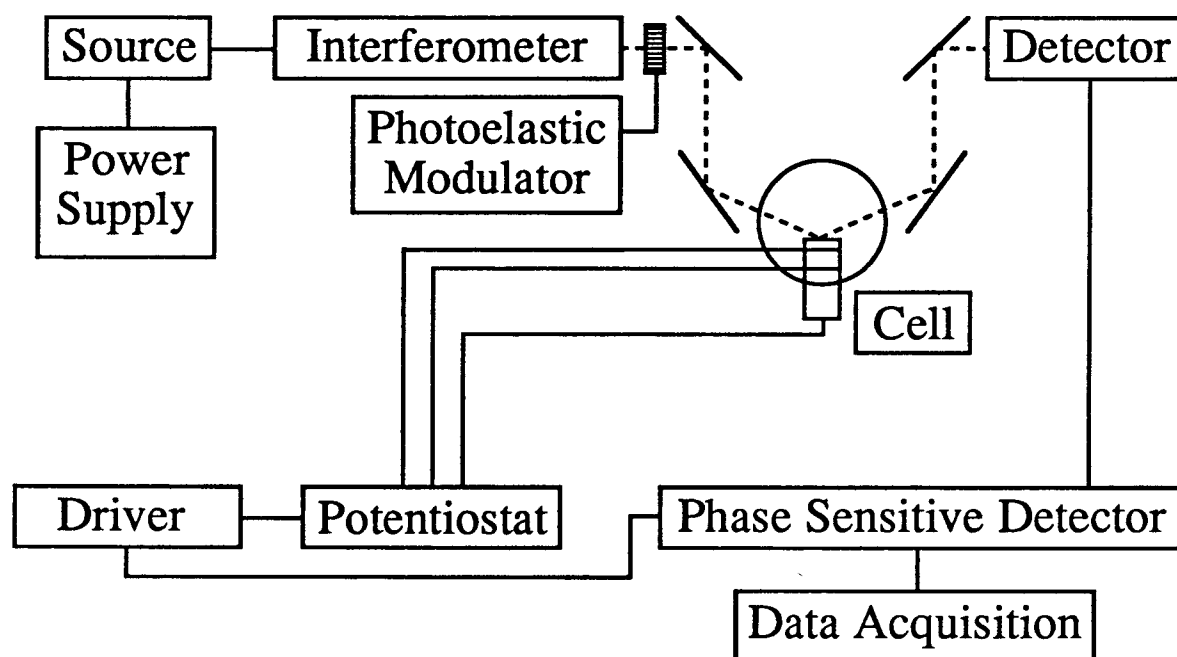 Source
Interferometer
Detector
Power
Supply
Photoelastic
Modulator
Cell
Driver
Potentiostat
Phase Sensitive Detector
Data Acquisition